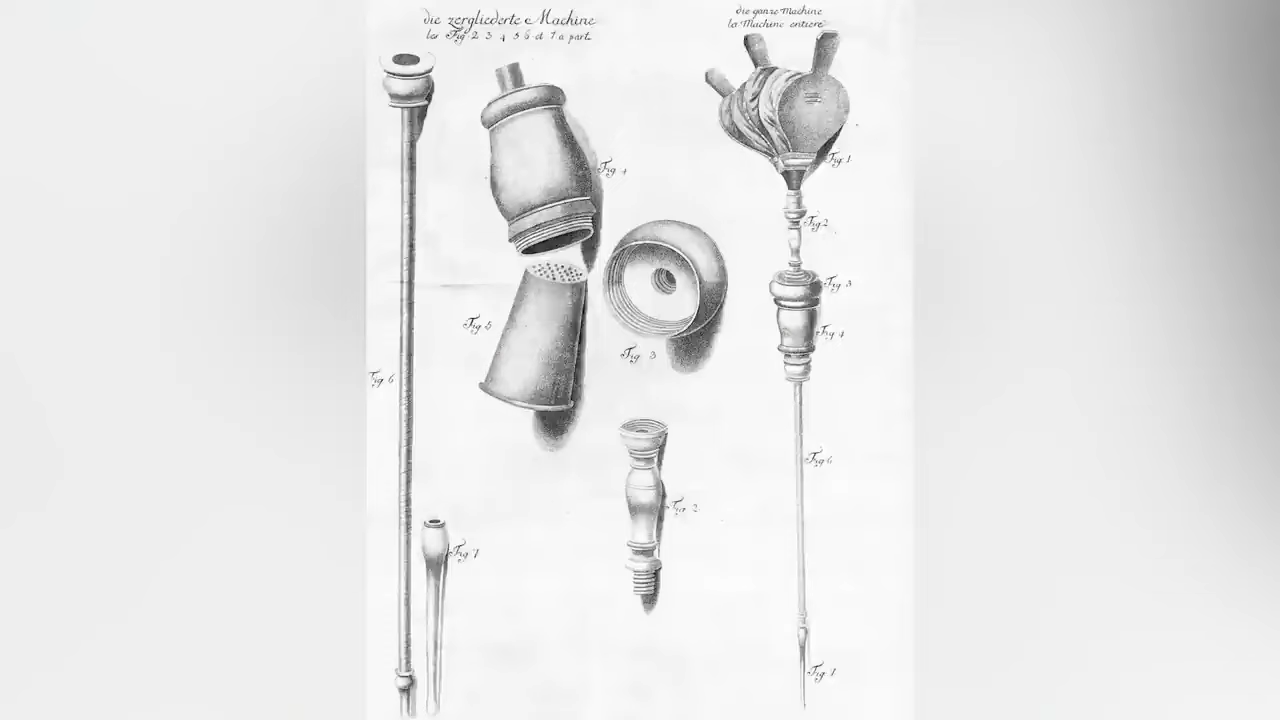 die zergliederte Machine
les Fig 2 3 4 5 6 et 7 a part
die ganze Machine
la Machine entiere
Fig 4
Fig 5
Fig 3
Fig 6
Fig 7
Fig 2
Fig 1
Fig 2
Fig 3
Fig 4
Fig 6
Fig 7